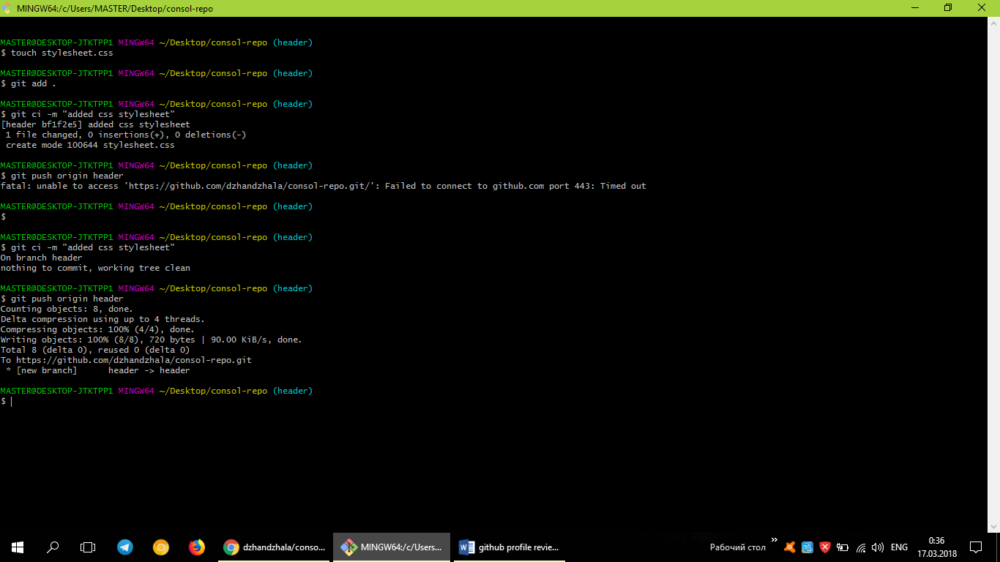 MINGW64:/c/Users/MASTER/Desktop/consol-repo
MASTER@DESKTOP-JTKTPP1 MINGW64 ~/Desktop/consol-repo (header)
$ touch stylesheet.css
MASTER@DESKTOP-JTKTPP1 MINGW64 ~/Desktop/consol-repo (header)
$ git add .
MASTER@DESKTOP-JTKTPP1 MINGW64 ~/Desktop/consol-repo (header)
$ git ci -m "added css stylesheet"
[header bf1f2e5] added css stylesheet
 1 file changed, 0 insertions(+), 0 deletions(-)
 create mode 100644 stylesheet.css
MASTER@DESKTOP-JTKTPP1 MINGW64 ~/Desktop/consol-repo (header)
$ git push origin header
fatal: unable to access 'https://github.com/dzhandzhala/consol-repo.git/': Failed to connect to github.com port 443: Timed out
MASTER@DESKTOP-JTKTPP1 MINGW64 ~/Desktop/consol-repo (header)
$
MASTER@DESKTOP-JTKTPP1 MINGW64 ~/Desktop/consol-repo (header)
$ git ci -m "added css stylesheet"
On branch header
nothing to commit, working tree clean
MASTER@DESKTOP-JTKTPP1 MINGW64 ~/Desktop/consol-repo (header)
$ git push origin header
Counting objects: 8, done.
Delta compression using up to 4 threads.
Compressing objects: 100% (4/4), done.
Writing objects: 100% (8/8), 720 bytes | 90.00 KiB/s, done.
Total 8 (delta 0), reused 0 (delta 0)
To https://github.com/dzhandzhala/consol-repo.git
 * [new branch]      header -> header
MASTER@DESKTOP-JTKTPP1 MINGW64 ~/Desktop/consol-repo (header)
$
dzhandzhala/conso...
MINGW64:/c/Users...
github profile revie...
Рабочий стол
ENG
0:36
17.03.2018